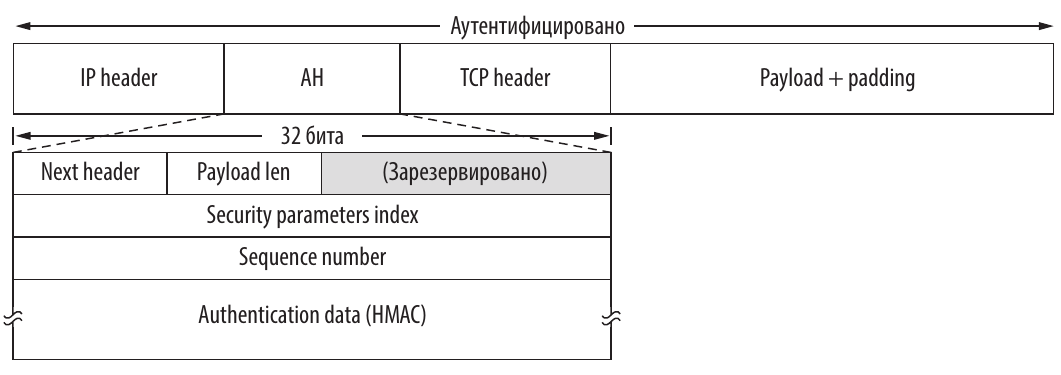 Аутентифицировано
IP header AH TCP header Payload + padding
32 бита
Next header Payload len (Зарезервировано)
Security parameters index
Sequence number
Authentication data (HMAC)